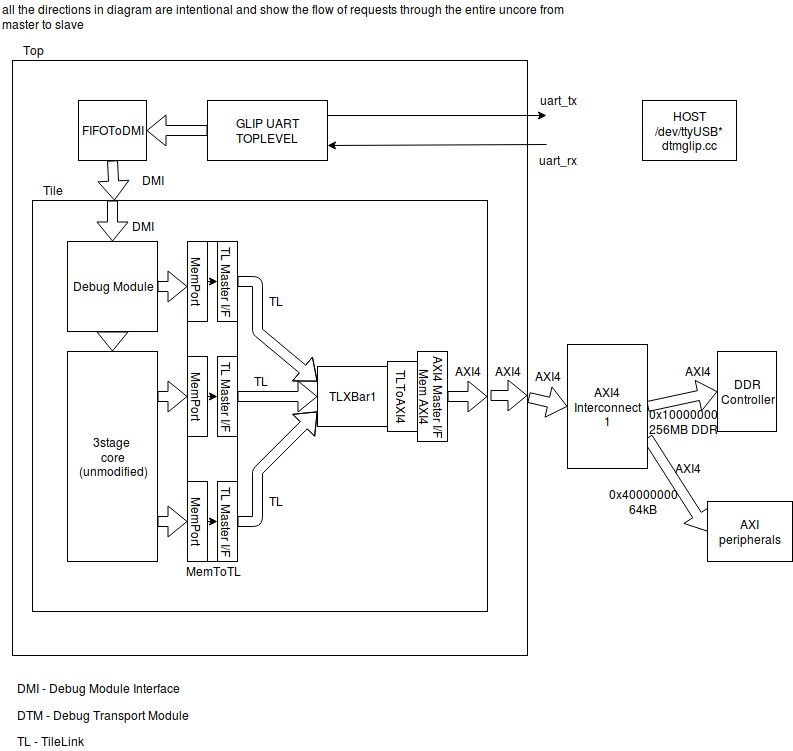 all the directions in diagram are intentional and show the flow of requests through the entire uncore from
master to slave
Top
uart_tx
GLIP UART
TOPLEVEL
FIFOToDMI
HOST
/dev/ttyUSB*
dtmglip.cc
uart_rx
DMI
Tile
DMI
Debug Module
MemPort
TL Master I/F
TL
MemPort
TL Master I/F
TL
TLXBar1
TLToAXI4
AXI4 Master I/F
Mem AXI4
AXI4
AXI4
AXI4
AXI4
Interconnect
1
AXI4
DDR
Controller
0x10000000
256MB DDR
3stage
core
(unmodified)
AXI4
MemPort
TL Master I/F
TL
0x40000000
64kB
AXI
peripherals
MemToTL
DMI - Debug Module Interface
DTM - Debug Transport Module
TL - TileLink